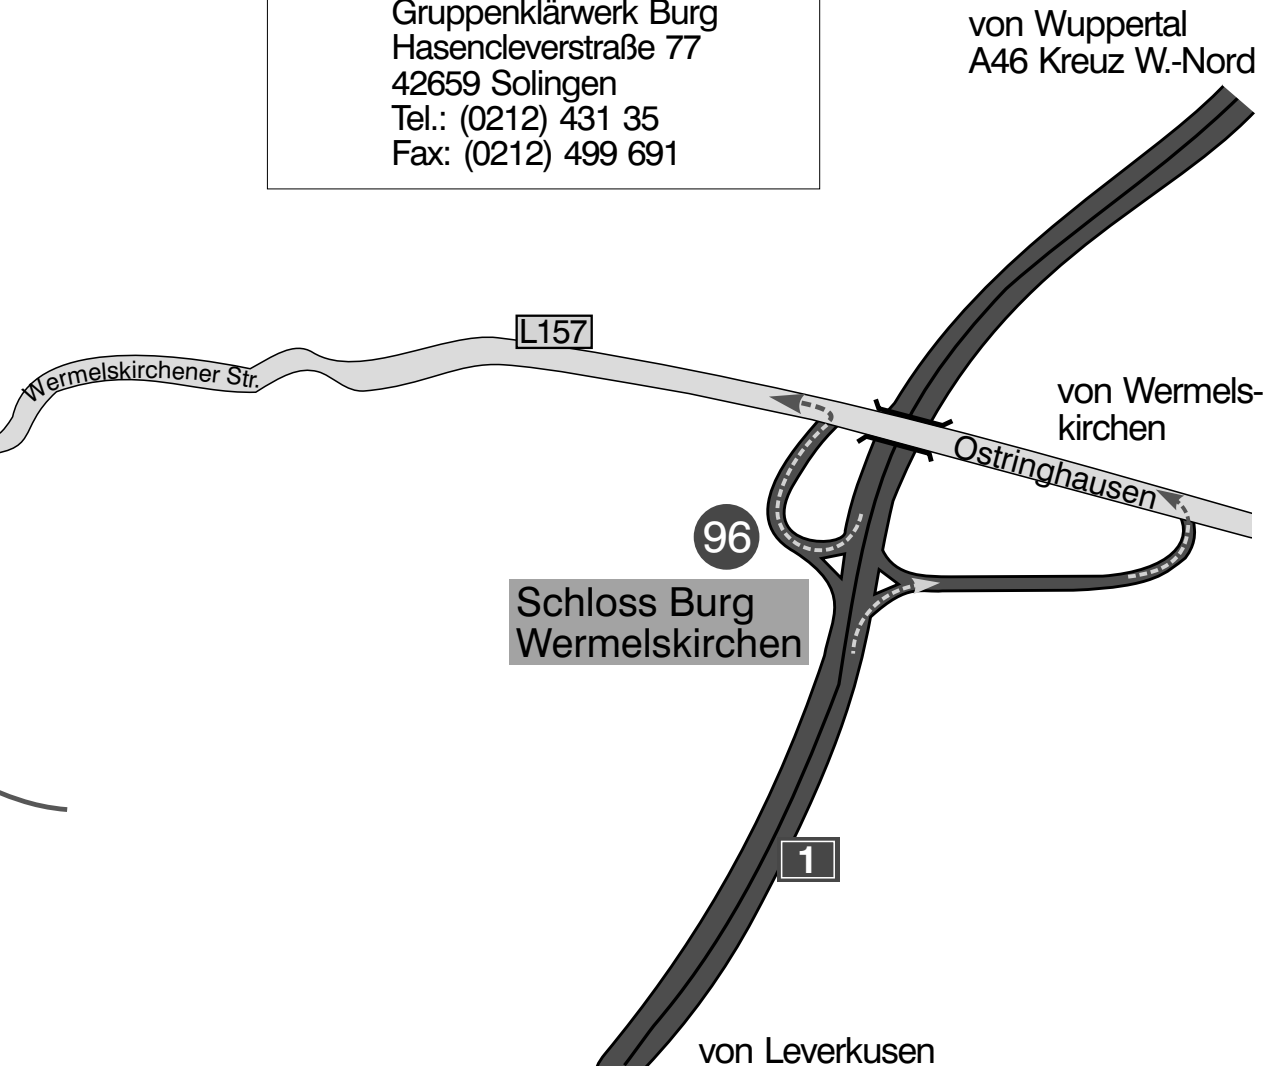 Gruppenklärwerk Burg
Hasencleverstraße 77
42659 Solingen
Tel.: (0212) 431 35
Fax: (0212) 499 691
von Wuppertal
A46 Kreuz W.-Nord
L157
Wermelskirchener Str.
von Wermels-
kirchen
Ostringhausen
96
Schloss Burg
Wermelskirchen
1
von Leverkusen